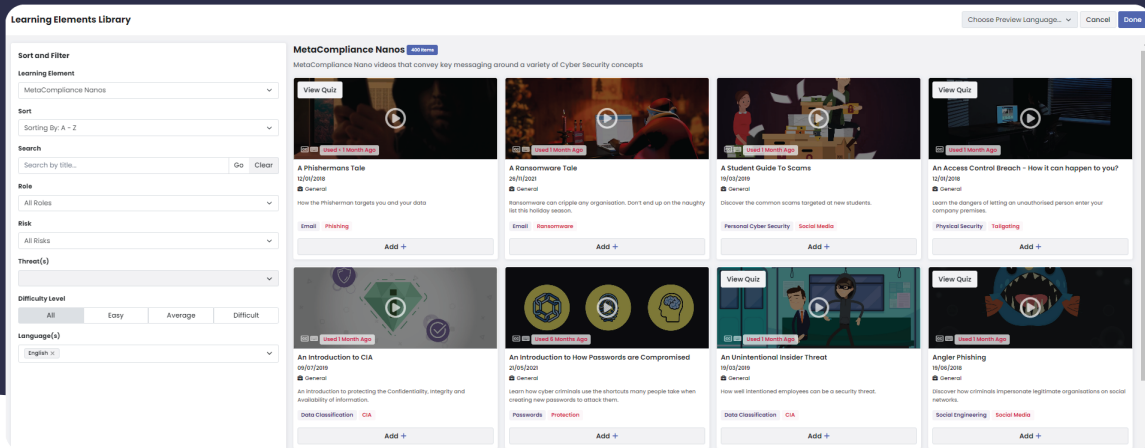 Learning Elements Library
Choose Preview Language...
Cancel
Done
Sort and Filter
Learning Element
MetaCompliance Nanos
Sort
Sorting By: A - Z
Search
Search by title...
Go
Clear
Role
All Roles
Risk
All Risks
Threat(s)
Difficulty Level
All
Easy
Average
Difficult
Language(s)
English ×
MetaCompliance Nanos 400 Items
MetaCompliance Nano videos that convey key messaging around a variety of Cyber Security concepts
View Quiz
CC
Used < 1 Month Ago
A Phishermans Tale
12/01/2018
General
How the Phisherman targets you and your data
Email Phishing
Add +
CC
Used 1 Month Ago
A Ransomware Tale
26/11/2021
General
Ransomware can cripple any organisation. Don't end up on the naughty
list this holiday season.
Email Ransomware
Add +
CC
Used 1 Month Ago
A Student Guide To Scams
19/03/2019
General
Discover the common scams targeted at new students.
Personal Cyber Security Social Media
Add +
View Quiz
CC
Used 1 Month Ago
An Access Control Breach - How it can happen to you?
12/01/2018
General
Learn the dangers of letting an unauthorised person enter your
company premises.
Physical Security Tailgating
Add +
CC
Used 1 Month Ago
An Introduction to CIA
09/07/2019
General
An introduction to protecting the Confidentiality, Integrity and
Availability of information.
Data Classification CIA
Add +
CC
Used 6 Months Ago
An Introduction to How Passwords are Compromised
21/05/2021
General
Learn how cyber criminals use the shortcuts many people take when
creating new passwords to attack them.
Passwords Protection
Add +
View Quiz
CC
Used 1 Month Ago
An Unintentional Insider Threat
19/03/2019
General
How well intentioned employees can be a security threat.
Data Classification CIA
Add +
View Quiz
CC
Used 1 Month Ago
Angler Phishing
19/06/2018
General
Discover how criminals impersonate legitimate organisations on social
networks.
Social Engineering Social Media
Add +